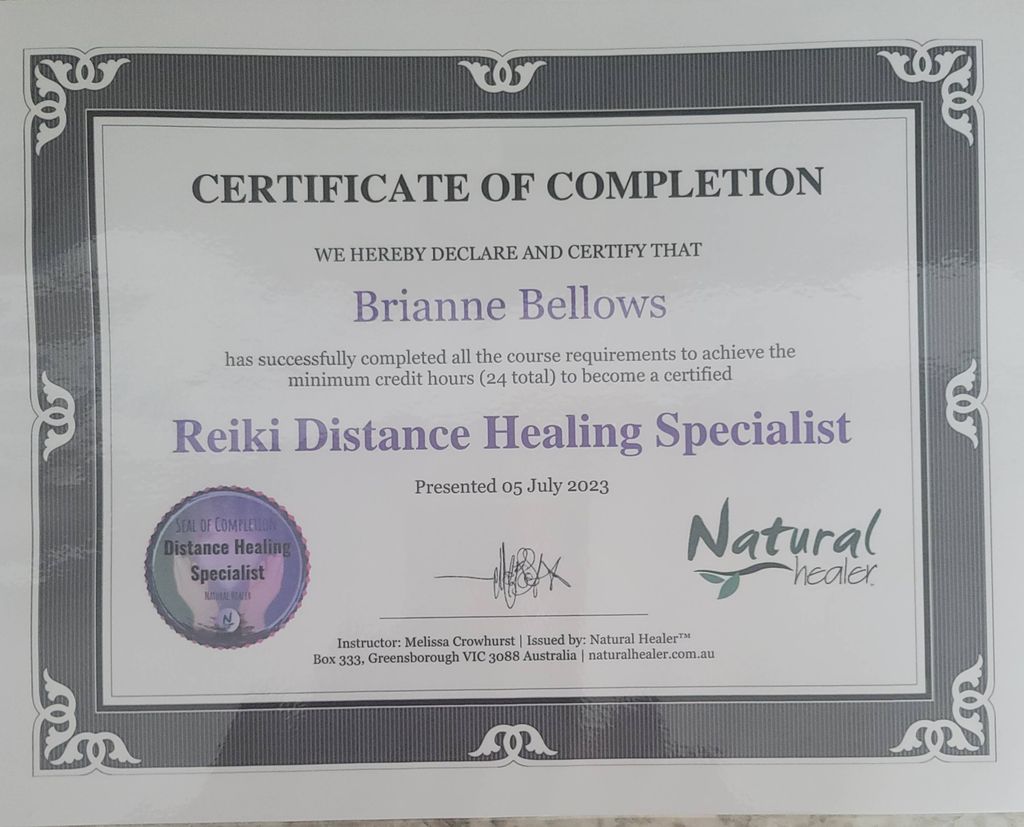 CERTIFICATE OF COMPLETION
WE HEREBY DECLARE AND CERTIFY THAT
Brianne Bellows
has successfully completed all the course requirements to achieve the
minimum credit hours (24 total) to become a certified
Reiki Distance Healing Specialist
Presented 05 July 2023
SEAL OF COMPLETION
Distance Healing
Specialist
NATURAL HEALER
N
Natural
healer
Instructor: Melissa Crowhurst | Issued by: Natural Healer™
Box 333, Greensborough VIC 3088 Australia | naturalhealer.com.au